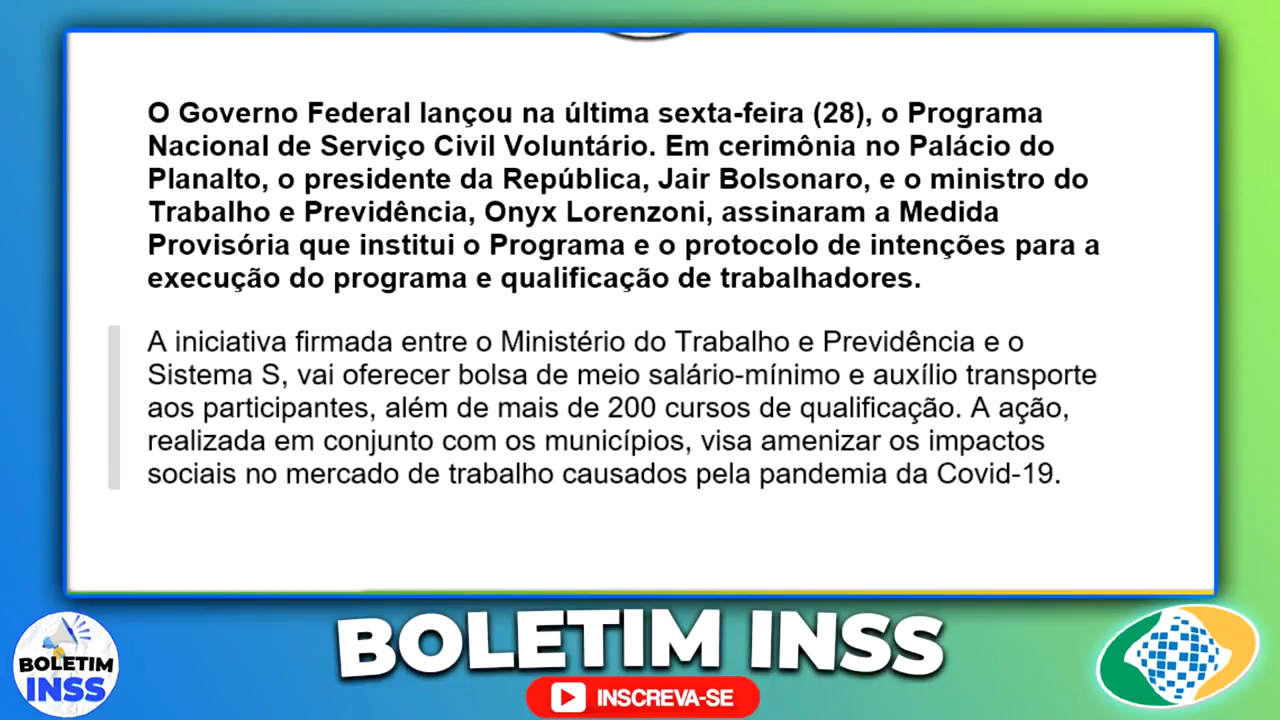 O Governo Federal lançou na última sexta-feira (28), o Programa
Nacional de Serviço Civil Voluntário. Em cerimônia no Palácio do
Planalto, o presidente da República, Jair Bolsonaro, e o ministro do
Trabalho e Previdência, Onyx Lorenzoni, assinaram a Medida
Provisória que institui o Programa e o protocolo de intenções para a
execução do programa e qualificação de trabalhadores.
A iniciativa firmada entre o Ministério do Trabalho e Previdência e o
Sistema S, vai oferecer bolsa de meio salário-mínimo e auxílio transporte
aos participantes, além de mais de 200 cursos de qualificação. A ação,
realizada em conjunto com os municípios, visa amenizar os impactos
sociais no mercado de trabalho causados pela pandemia da Covid-19.
BOLETIM
INSS
BOLETIM INSS
INSCREVA-SE